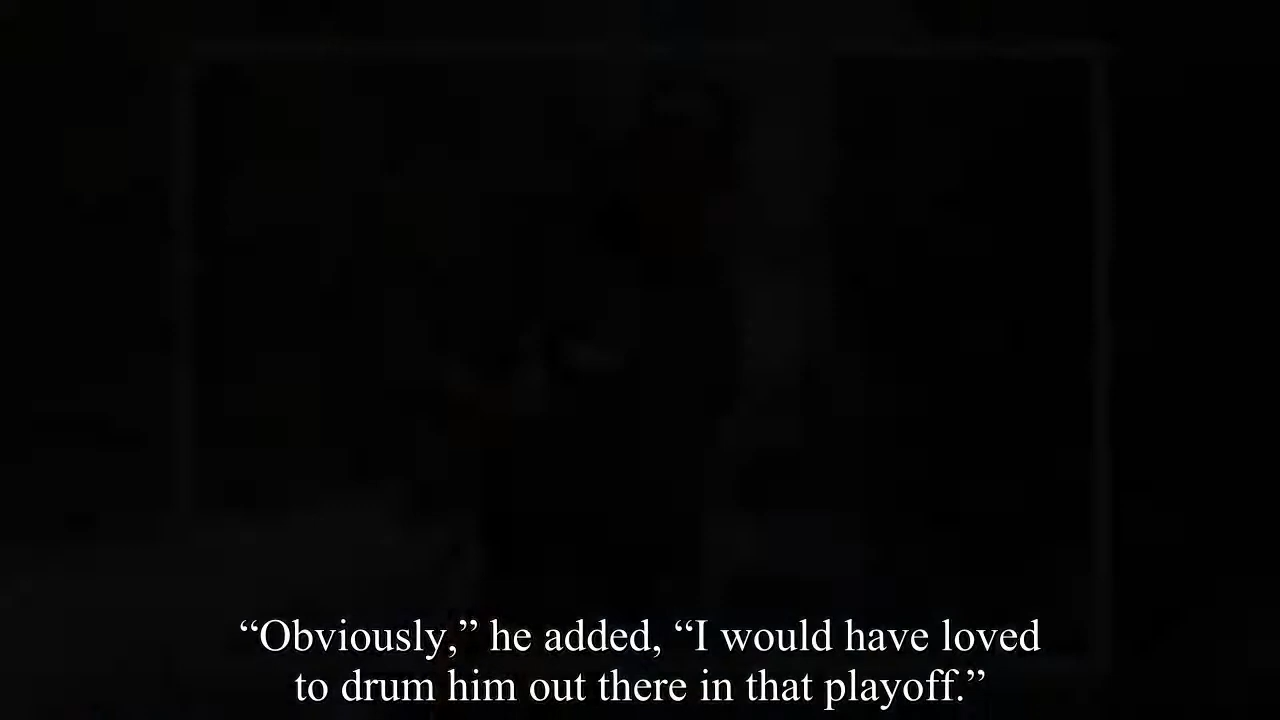 “Obviously,” he added, “I would have loved
to drum him out there in that playoff.”